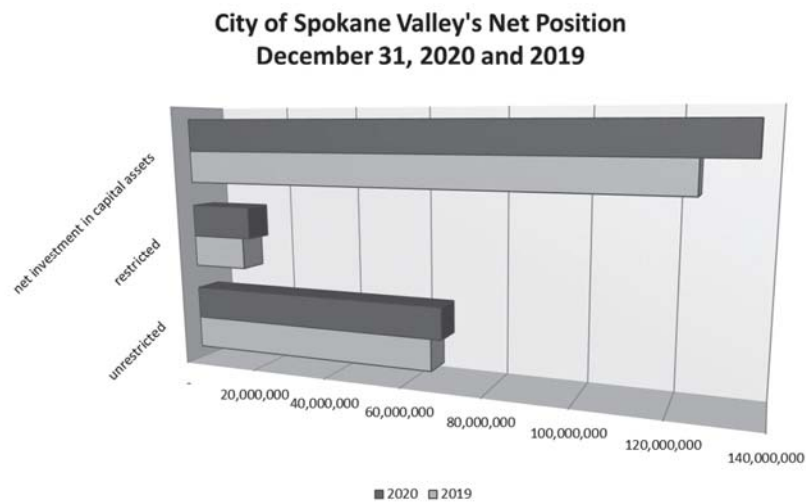 City of Spokane Valley's Net Position
December 31, 2020 and 2019
net investment in capital assets
restricted
unrestricted
-
20,000,000
40,000,000
60,000,000
80,000,000
100,000,000
120,000,000
140,000,000
2020 2019